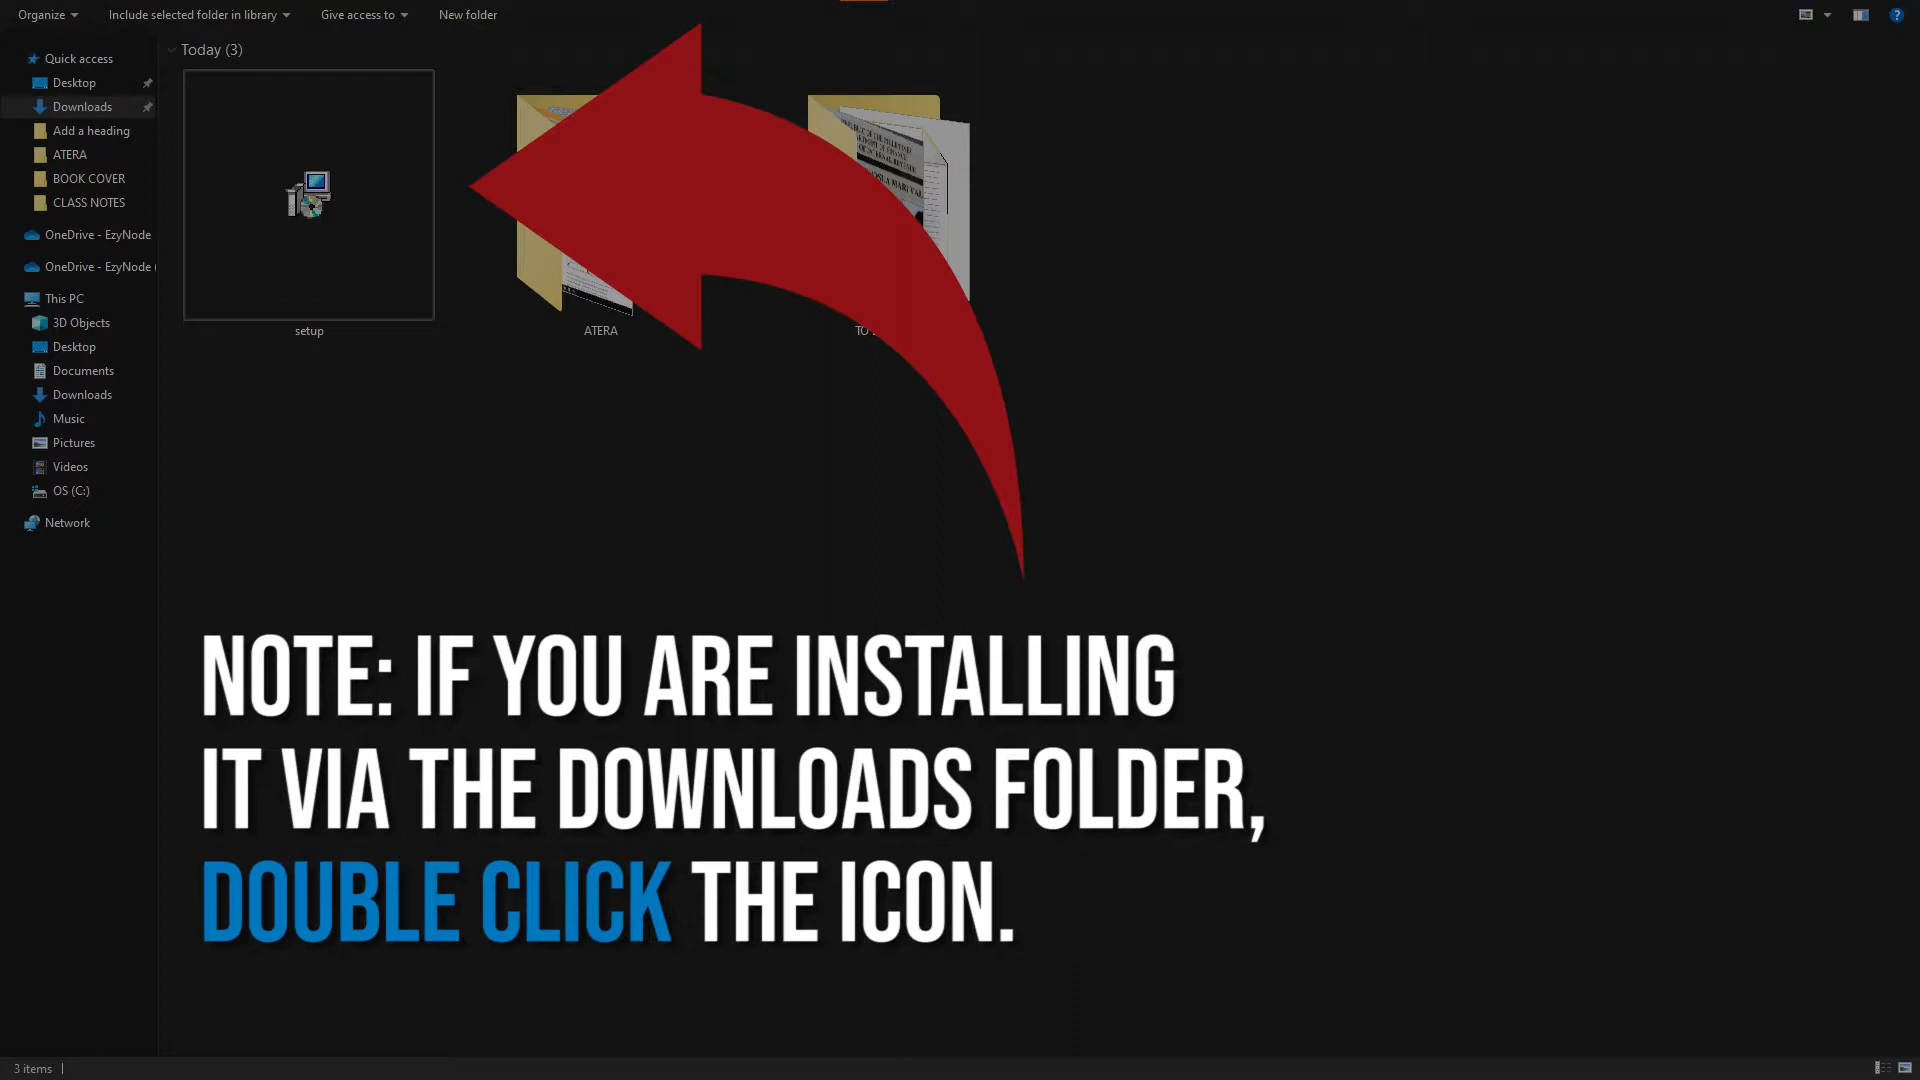 Organize
Include selected folder in library
Give access to
New folder
Today (3)
Quick access
Desktop
Downloads
Add a heading
ATERA
BOOK COVER
CLASS NOTES
OneDrive - EzyNode
OneDrive - EzyNode
This PC
3D Objects
Desktop
Documents
Downloads
Music
Pictures
Videos
OS (C:)
Network
setup
ATERA
TO
NOTE: IF YOU ARE INSTALLING
IT VIA THE DOWNLOADS FOLDER,
DOUBLE CLICK THE ICON.
3 items